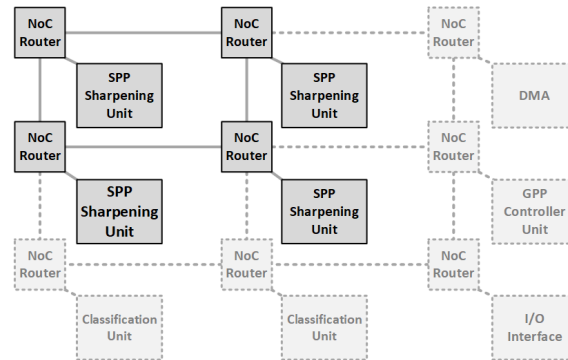 NoC
Router
NoC
Router
NoC
Router
SPP
Sharpening
Unit
SPP
Sharpening
Unit
DMA
NoC
Router
NoC
Router
NoC
Router
SPP
Sharpening
Unit
SPP
Sharpening
Unit
GPP
Controller
Unit
NoC
Router
NoC
Router
NoC
Router
Classification
Unit
Classification
Unit
I/O
Interface